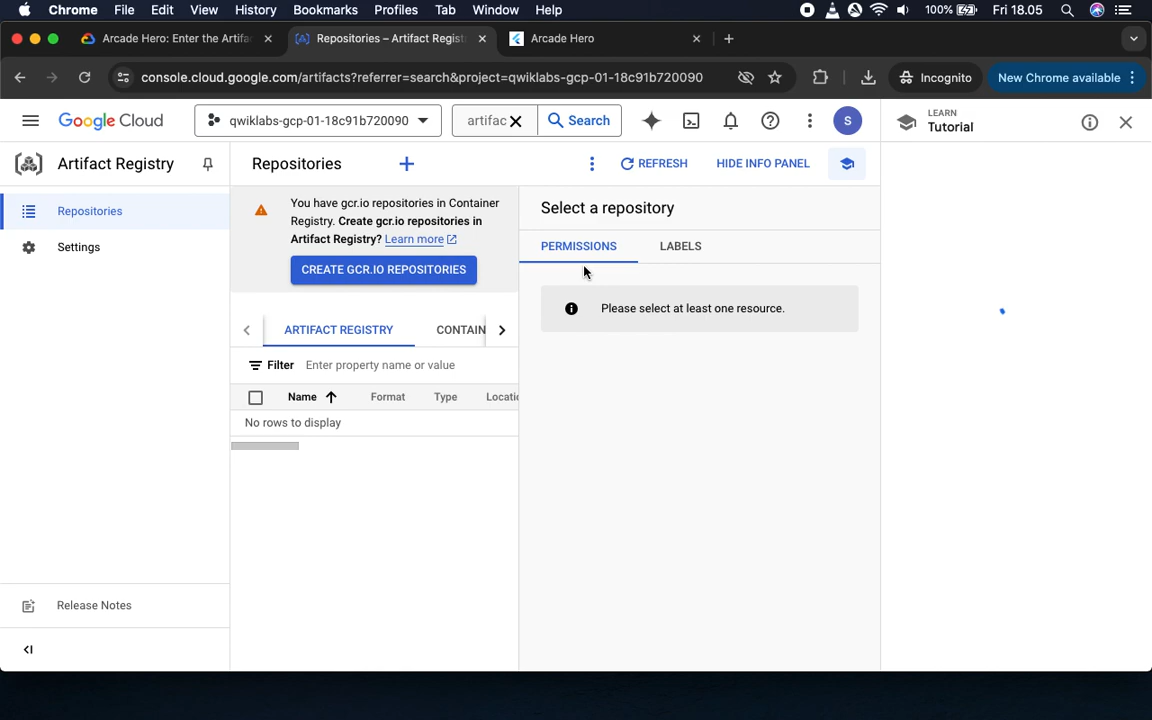 Chrome File Edit View History Bookmarks Profiles Tab Window Help 100% Fri 18.05
Arcade Hero: Enter the Artifa Repositories – Artifact Regist Arcade Hero
console.cloud.google.com/artifacts?referrer=search&project=qwiklabs-gcp-01-18c91b720090 Incognito New Chrome available
Google Cloud qwiklabs-gcp-01-18c91b720090 artifac Search S
LEARN
Tutorial
Artifact Registry
Repositories
Settings
Release Notes
Repositories REFRESH HIDE INFO PANEL
You have gcr.io repositories in Container
Registry. Create gcr.io repositories in
Artifact Registry? Learn more
CREATE GCR.IO REPOSITORIES
ARTIFACT REGISTRY CONTAIN
Filter Enter property name or value
Name Format Type Locatio
No rows to display
Select a repository
PERMISSIONS LABELS
Please select at least one resource.